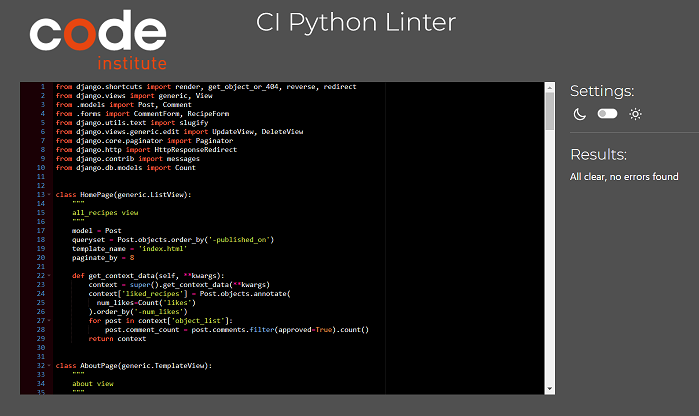 code
institute
CI Python Linter
1 from django.shortcuts import render, get_object_or_404, reverse, redirect
2 from django.views import generic, View
3 from .models import Post, Comment
4 from .forms import CommentForm, RecipeForm
5 from django.utils.text import slugify
6 from django.views.generic.edit import UpdateView, DeleteView
7 from django.core.paginator import Paginator
8 from django.http import HttpResponseRedirect
9 from django.contrib import messages
10 from django.db.models import Count
11
12
13 class HomePage(generic.ListView):
14 """
15 all_recipes view
16 """
17 model = Post
18 queryset = Post.objects.order_by('-published_on')
19 template_name = 'index.html'
20 paginate_by = 8
21
22 def get_context_data(self, **kwargs):
23 context = super().get_context_data(**kwargs)
24 context['liked_recipes'] = Post.objects.annotate(
25 num_likes=Count('likes')
26 ).order_by('-num_likes')
27 for post in context['object_list']:
28 post.comment_count = post.comments.filter(approved=True).count()
29 return context
30
31
32 class AboutPage(generic.TemplateView):
33 """
34 about view
35 """
Settings:
Results:
All clear, no errors found